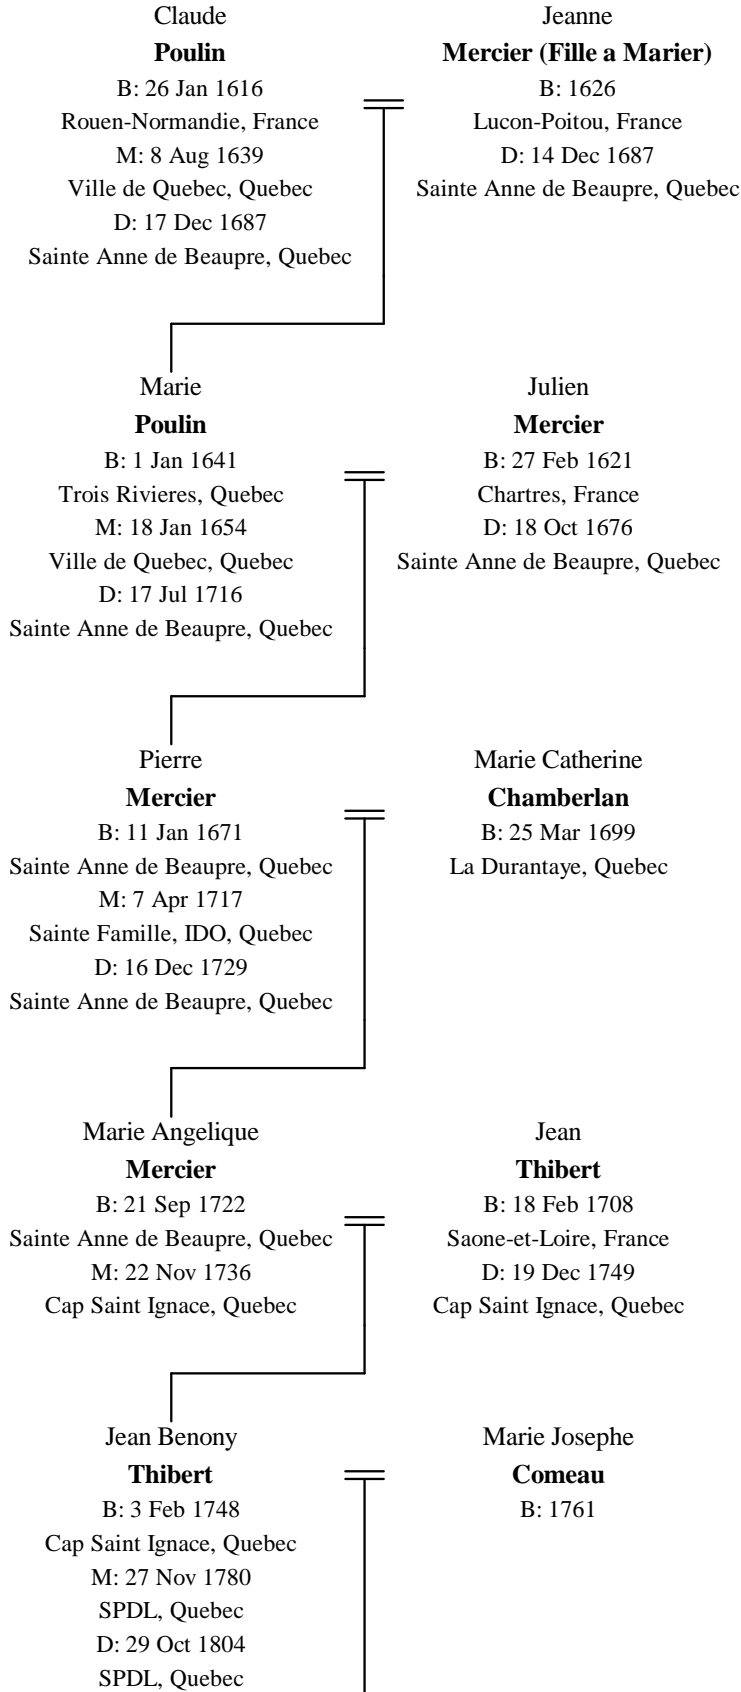 Claude
Poulin
B: 26 Jan 1616
Rouen-Normandie, France
M: 8 Aug 1639
Ville de Quebec, Quebec
D: 17 Dec 1687
Sainte Anne de Beaupre, Quebec
Jeanne
Mercier (Fille a Marier)
B: 1626
Lucon-Poitou, France
D: 14 Dec 1687
Sainte Anne de Beaupre, Quebec
Marie
Poulin
B: 1 Jan 1641
Trois Rivieres, Quebec
M: 18 Jan 1654
Ville de Quebec, Quebec
D: 17 Jul 1716
Sainte Anne de Beaupre, Quebec
Julien
Mercier
B: 27 Feb 1621
Chartres, France
D: 18 Oct 1676
Sainte Anne de Beaupre, Quebec
Pierre
Mercier
B: 11 Jan 1671
Sainte Anne de Beaupre, Quebec
M: 7 Apr 1717
Sainte Famille, IDO, Quebec
D: 16 Dec 1729
Sainte Anne de Beaupre, Quebec
Marie Catherine
Chamberlan
B: 25 Mar 1699
La Durantaye, Quebec
Marie Angelique
Mercier
B: 21 Sep 1722
Sainte Anne de Beaupre, Quebec
M: 22 Nov 1736
Cap Saint Ignace, Quebec
Jean
Thibert
B: 18 Feb 1708
Saone-et-Loire, France
D: 19 Dec 1749
Cap Saint Ignace, Quebec
Jean Benony
Thibert
B: 3 Feb 1748
Cap Saint Ignace, Quebec
M: 27 Nov 1780
SPDL, Quebec
D: 29 Oct 1804
SPDL, Quebec
Marie Josephe
Comeau
B: 1761